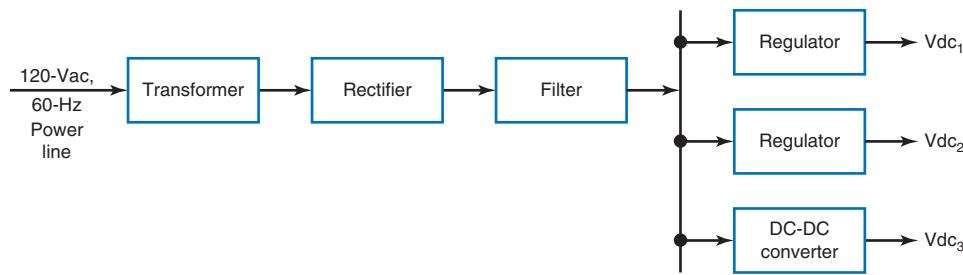 120-Vac,
60-Hz
Power
line
Transformer
Rectifier
Filter
Regulator
Vdc₁
Regulator
Vdc₂
DC-DC
converter
Vdc₃